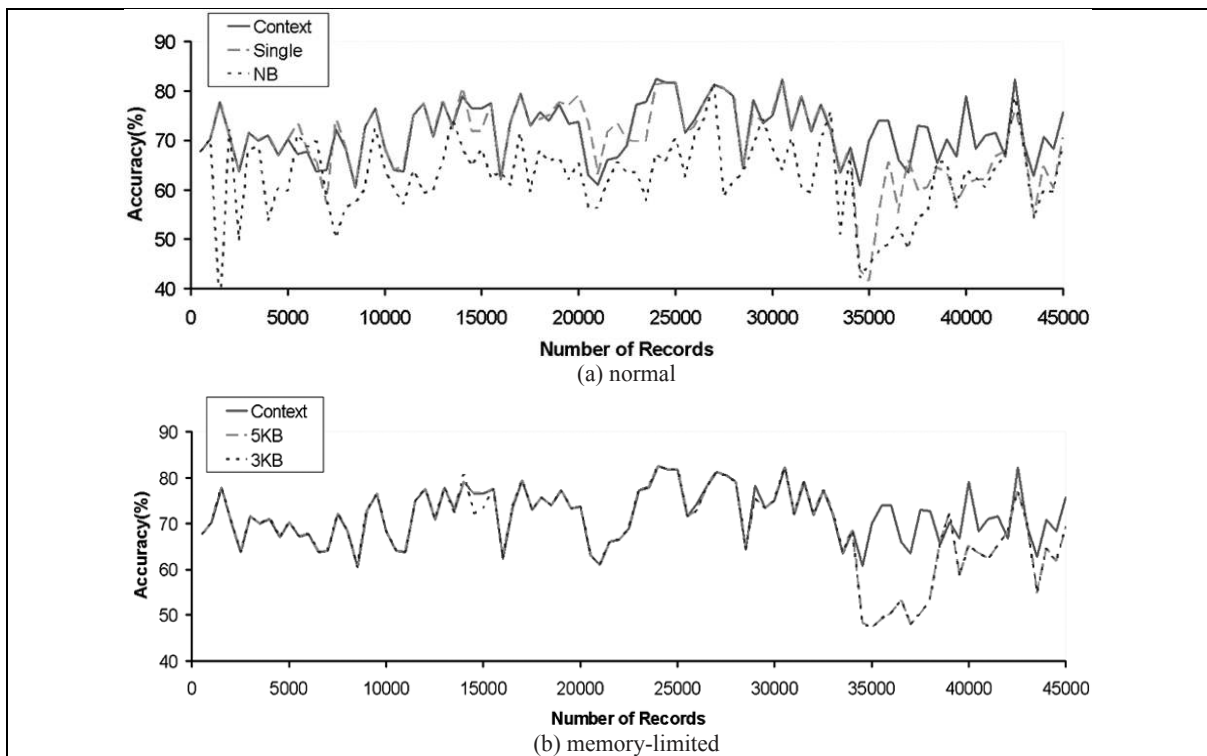 Context
Single
NB
90
80
70
60
50
40
Accuracy(%)
0 5000 10000 15000 20000 25000 30000 35000 40000 45000
Number of Records
(a) normal
Context
5KB
3KB
90
80
70
60
50
40
Accuracy(%)
0 5000 10000 15000 20000 25000 30000 35000 40000 45000
Number of Records
(b) memory-limited